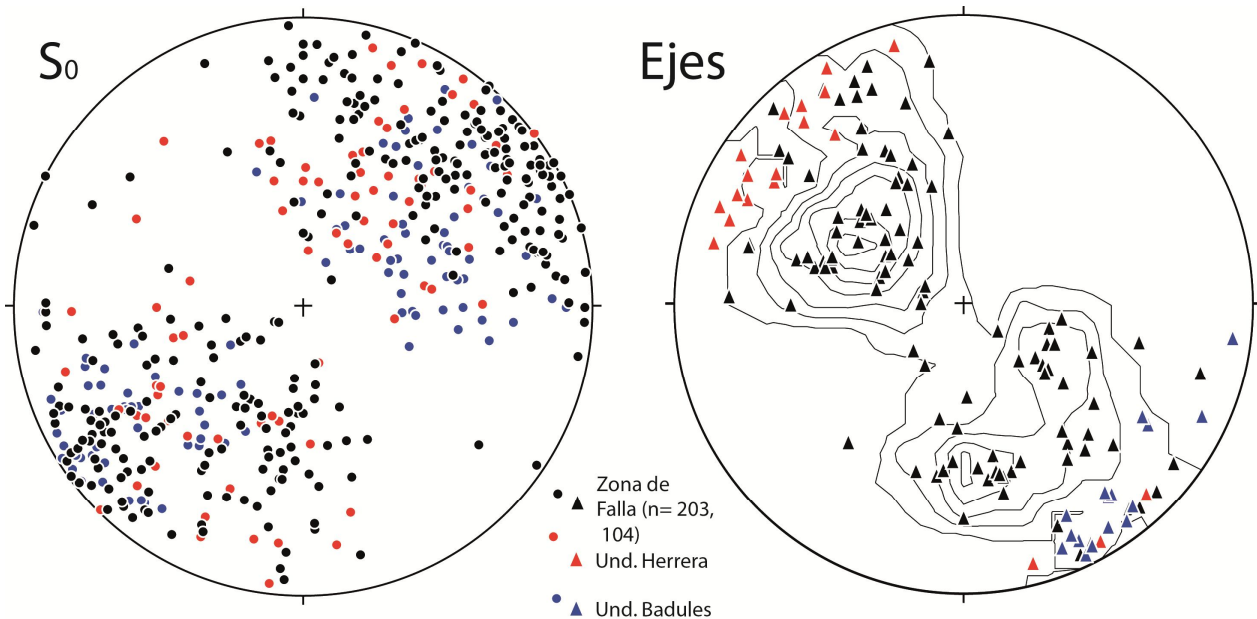 S0
Ejes
Zona de
Falla (n= 203,
104)
Und. Herrera
Und. Badules